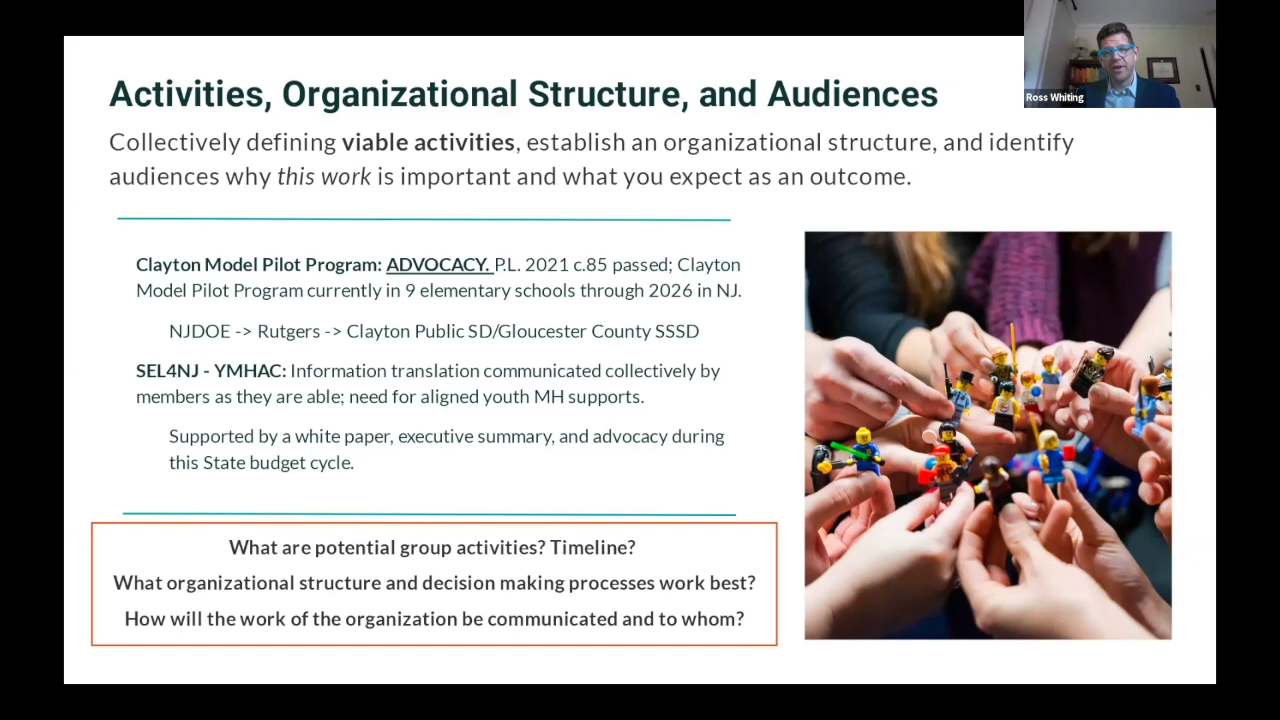 Activities, Organizational Structure, and Audiences
Collectively defining viable activities, establish an organizational structure, and identify
audiences why this work is important and what you expect as an outcome.
Clayton Model Pilot Program: ADVOCACY. P.L. 2021 c.85 passed; Clayton
Model Pilot Program currently in 9 elementary schools through 2026 in NJ.
NJDOE -> Rutgers -> Clayton Public SD/Gloucester County SSSD
SEL4NJ - YMHAC: Information translation communicated collectively by
members as they are able; need for aligned youth MH supports.
Supported by a white paper, executive summary, and advocacy during
this State budget cycle.
What are potential group activities? Timeline?
What organizational structure and decision making processes work best?
How will the work of the organization be communicated and to whom?
Ross Whiting